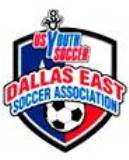 US
YOUTH
SOCCER
DALLAS EAST
SOCCER ASSOCIATION